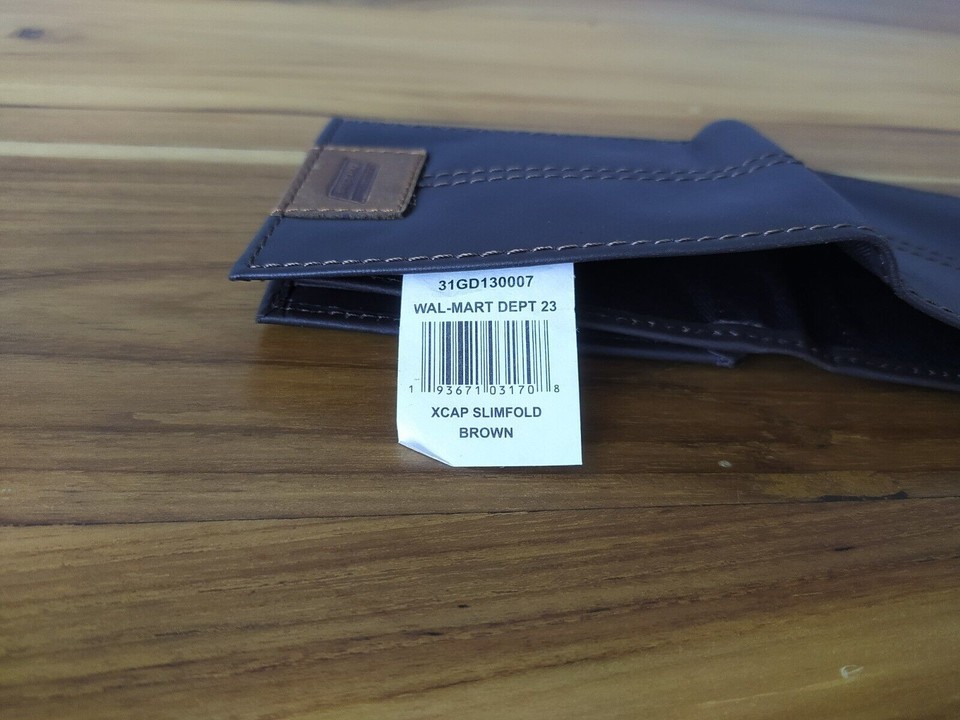 31GD130007
WAL-MART DEPT 23
1 93671 03170 8
XCAP SLIMFOLD
BROWN